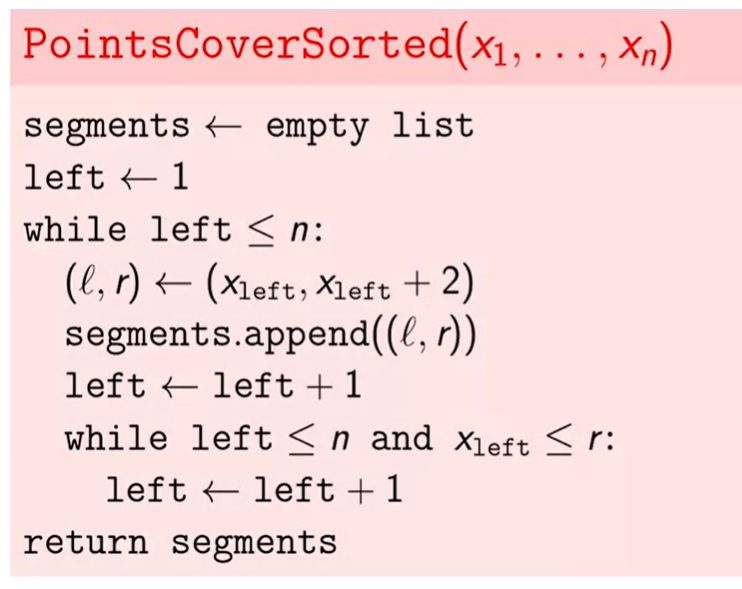 PointsCoverSorted(x₁, . . . , xₙ)
segments ← empty list
left ← 1
while left ≤ n:
(ℓ, r) ← (x_left, x_left + 2)
segments.append((ℓ, r))
left ← left + 1
while left ≤ n and x_left ≤ r:
left ← left + 1
return segments